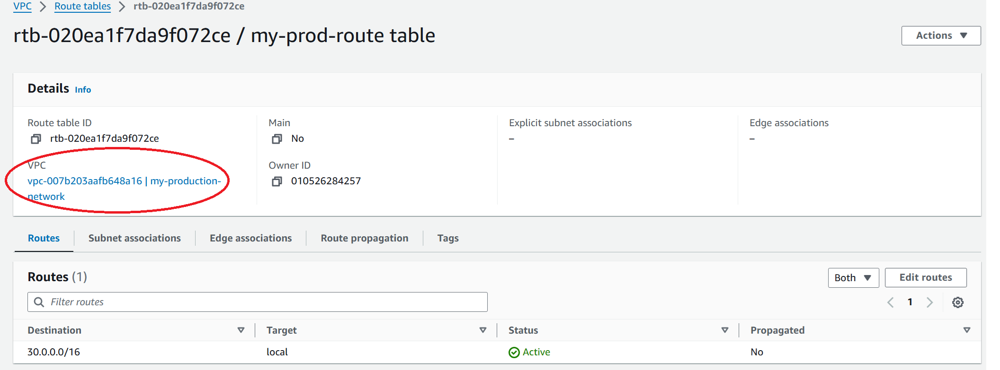 VPC > Route tables > rtb-020ea1f7da9f072ce
rtb-020ea1f7da9f072ce / my-prod-route table
Actions
Details Info
Route table ID
rtb-020ea1f7da9f072ce
Main
No
Explicit subnet associations
–
Edge associations
–
VPC
vpc-007b203aafb648a16 | my-production-
network
Owner ID
010526284257
Routes
Subnet associations
Edge associations
Route propagation
Tags
Routes (1)
Both
Edit routes
Filter routes
1
Destination Target Status Propagated
30.0.0.0/16 local Active No